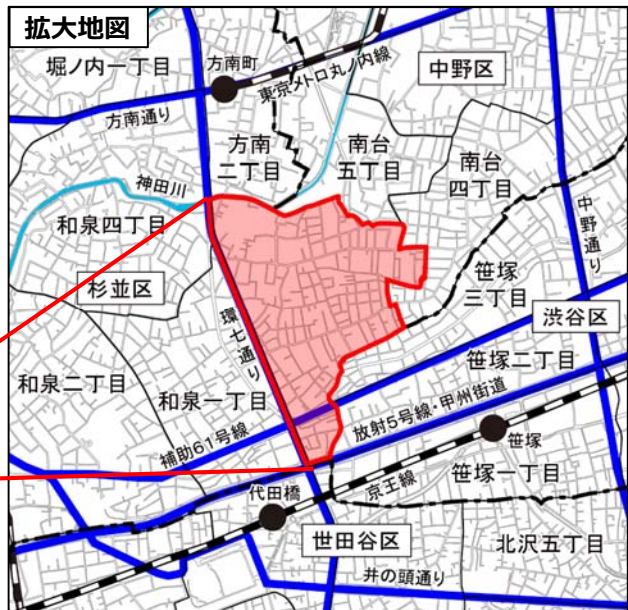 拡大地図
堀ノ内一丁目
方南町
東京メトロ丸ノ内線
中野区
方南通り
方南
二丁目
南台
五丁目
南台
四丁目
神田川
和泉四丁目
中野通り
杉並区
笹塚
三丁目
環七通り
渋谷区
笹塚二丁目
和泉二丁目
和泉一丁目
放射5号線・甲州街道
補助61号線
笹塚
京王線
笹塚一丁目
代田橋
世田谷区
北沢五丁目
井の頭通り